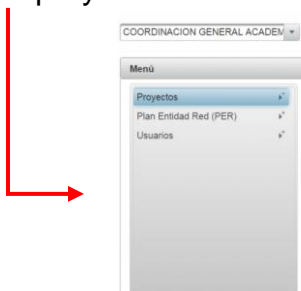 COORDINACION GENERAL ACADEM
Menú
Proyectos
Plan Entidad Red (PER)
Usuarios